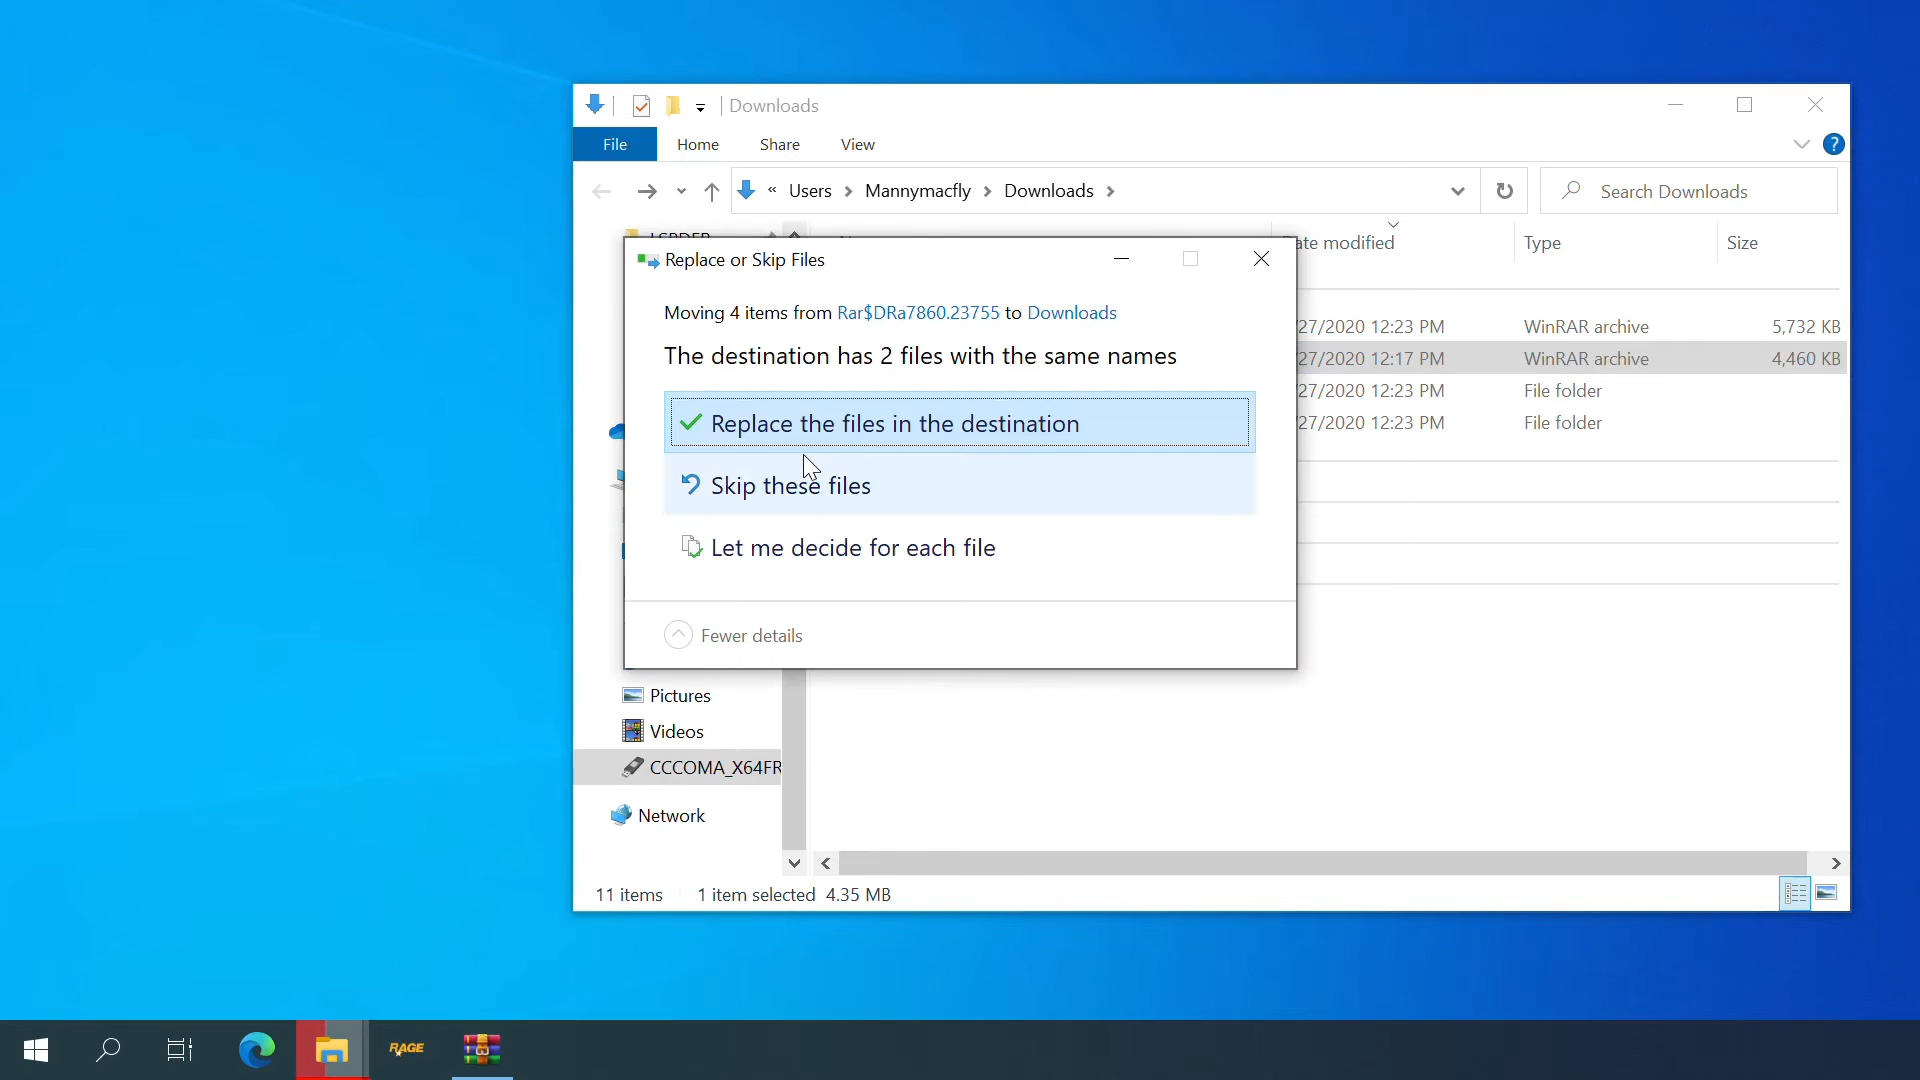 Downloads
File Home Share View
« Users Mannymacfly Downloads
Search Downloads
ate modified Type Size
Replace or Skip Files
Moving 4 items from Rar$DRa7860.23755 to Downloads
The destination has 2 files with the same names
27/2020 12:23 PM WinRAR archive 5,732 KB
27/2020 12:17 PM WinRAR archive 4,460 KB
27/2020 12:23 PM File folder
27/2020 12:23 PM File folder
Replace the files in the destination
Skip these files
Let me decide for each file
Fewer details
Pictures
Videos
CCCOMA_X64FR
Network
11 items 1 item selected 4.35 MB
RAGE